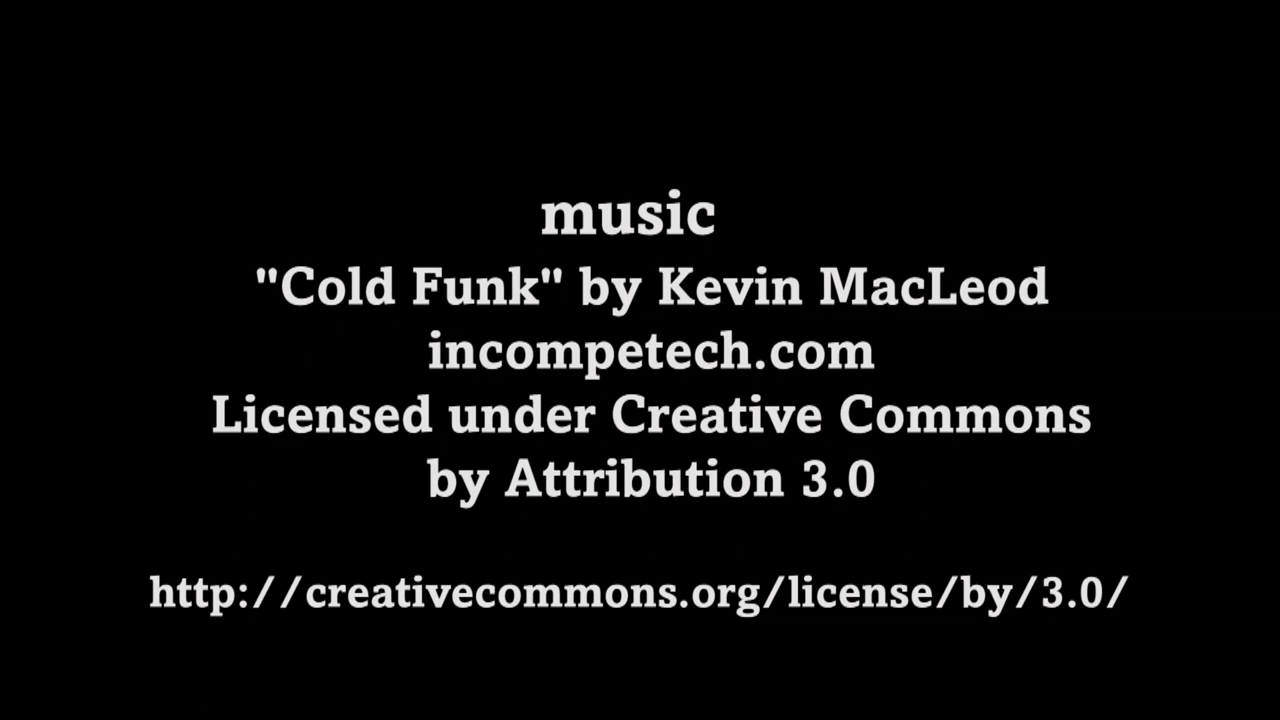 music
"Cold Funk" by Kevin MacLeod
incompetech.com
Licensed under Creative Commons
by Attribution 3.0
http://creativecommons.org/license/by/3.0/